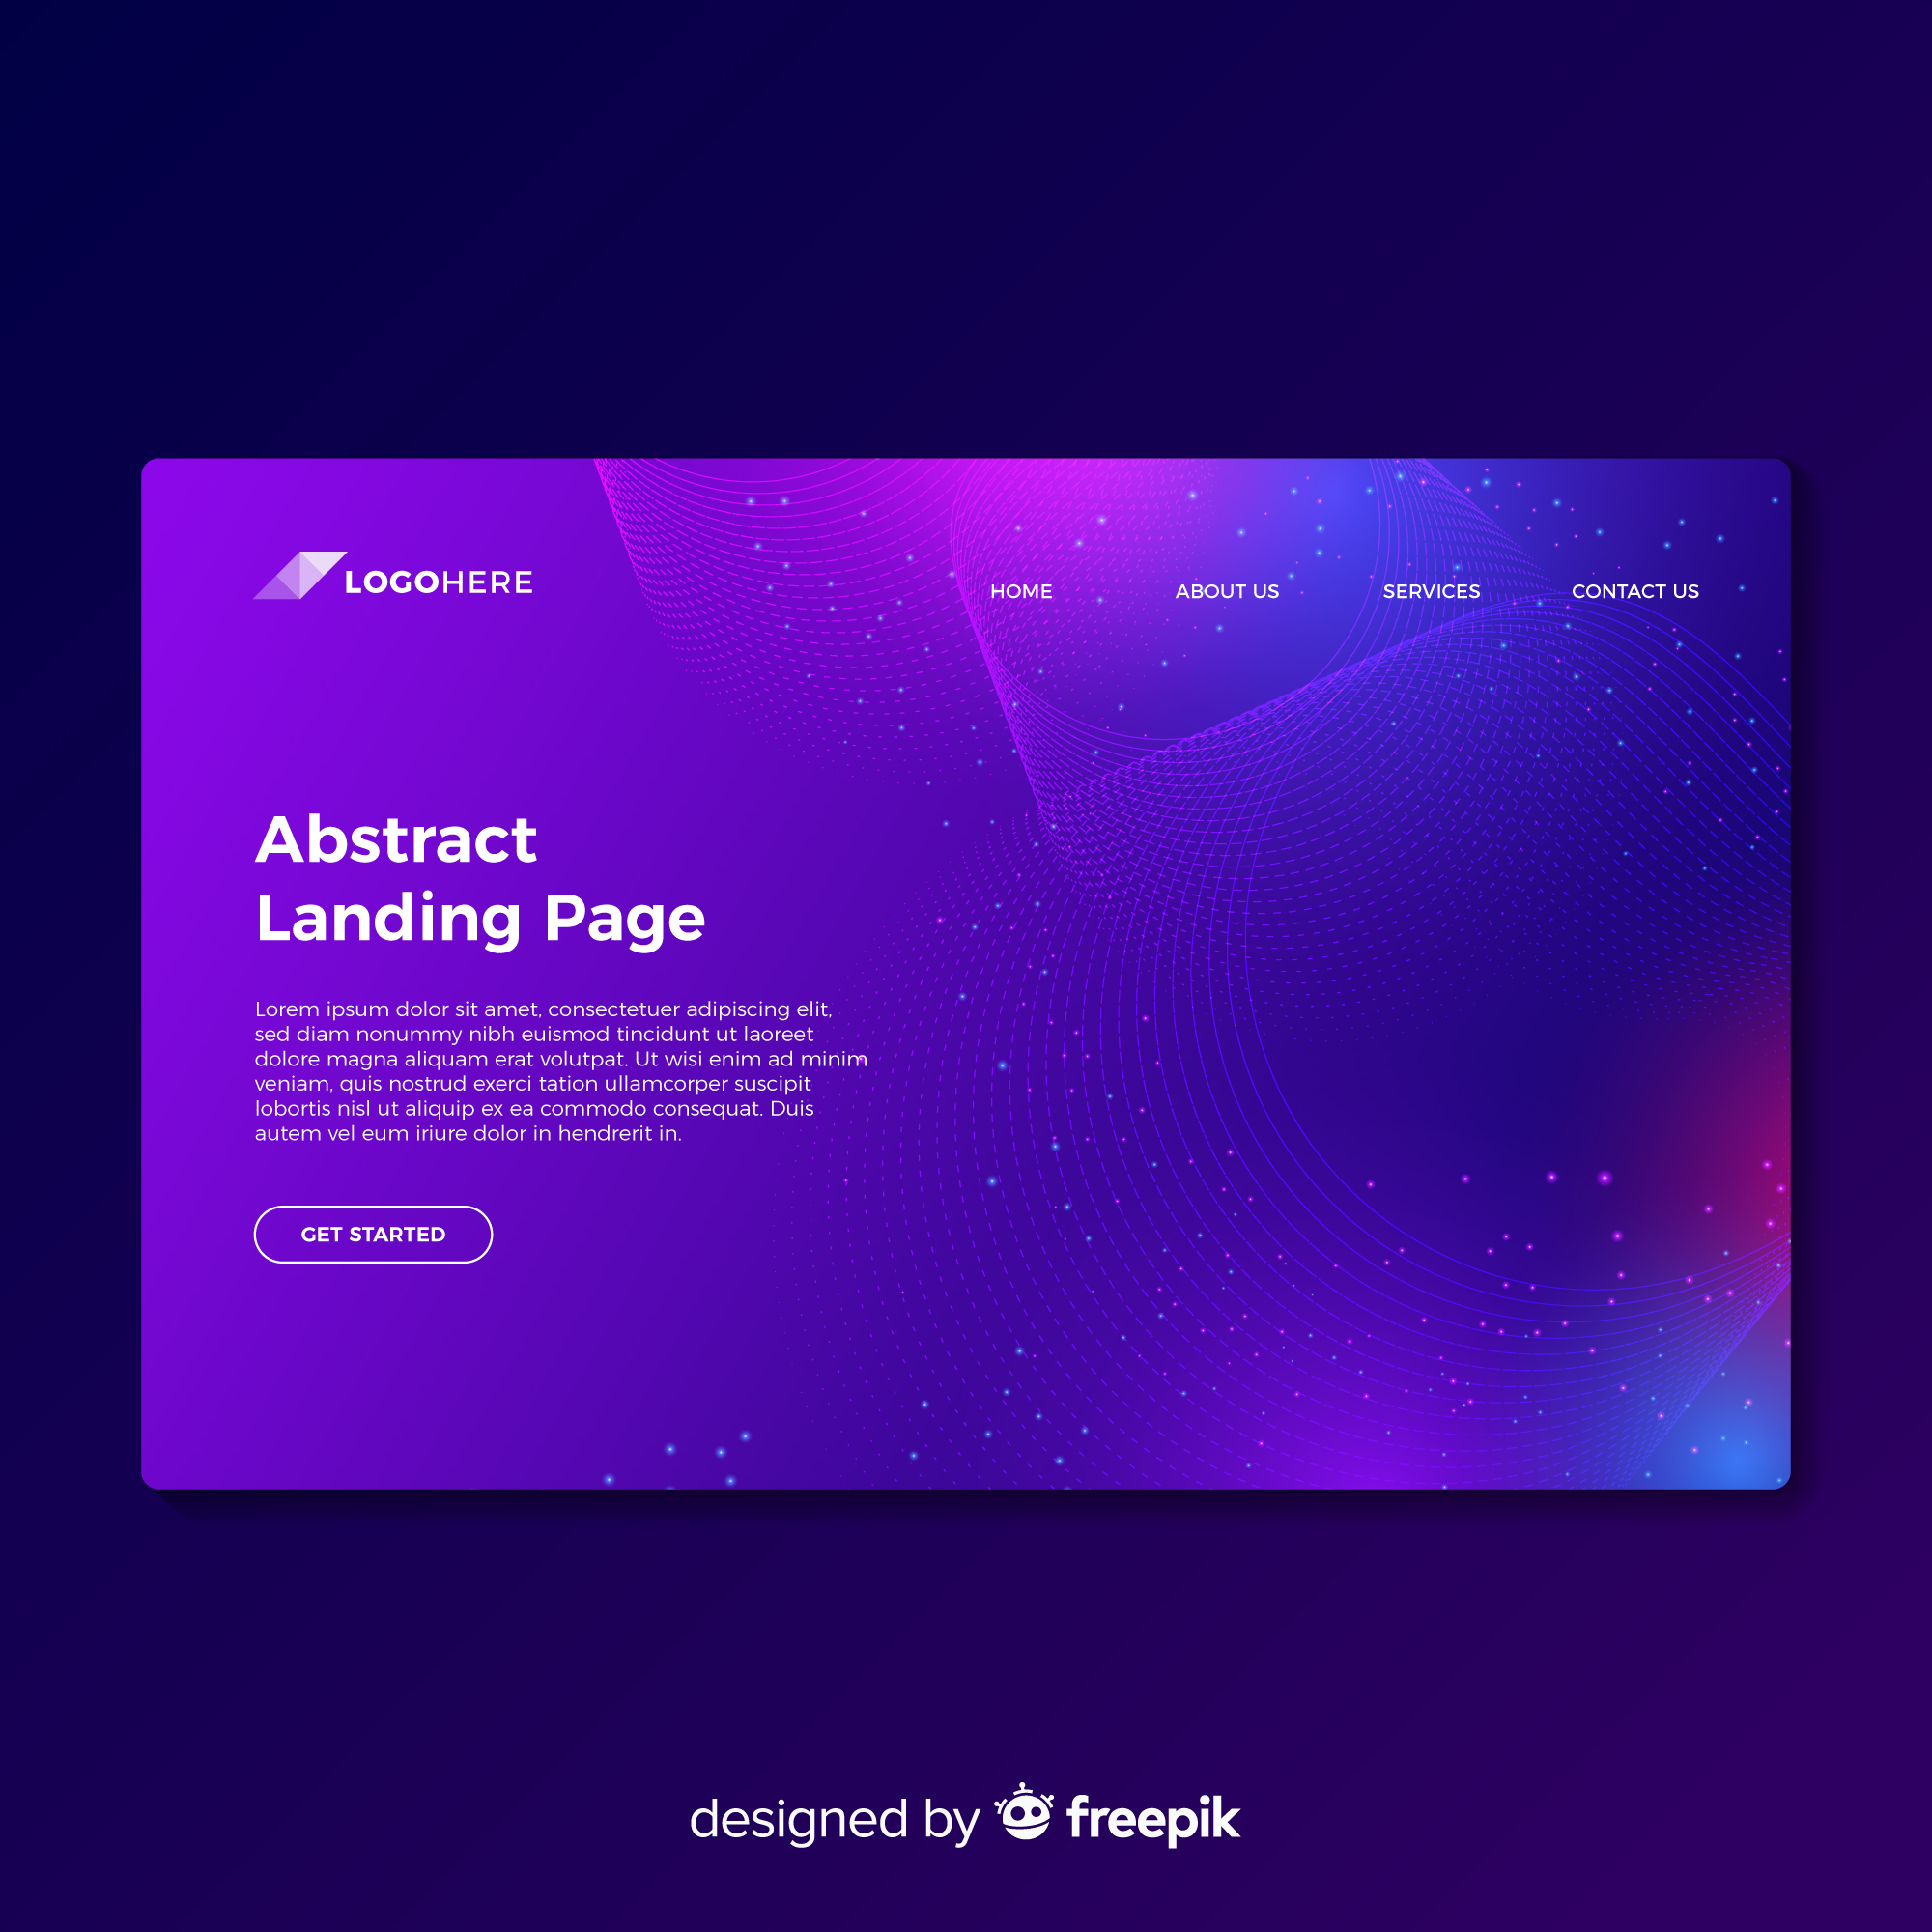 LOGOHERE
HOME ABOUT US SERVICES CONTACT US
Abstract
Landing Page
Lorem ipsum dolor sit amet, consectetuer adipiscing elit,
sed diam nonummy nibh euismod tincidunt ut laoreet
dolore magna aliquam erat volutpat. Ut wisi enim ad minim
veniam, quis nostrud exerci tation ullamcorper suscipit
lobortis nisl ut aliquip ex ea commodo consequat. Duis
autem vel eum iriure dolor in hendrerit in.
GET STARTED
designed by freepik